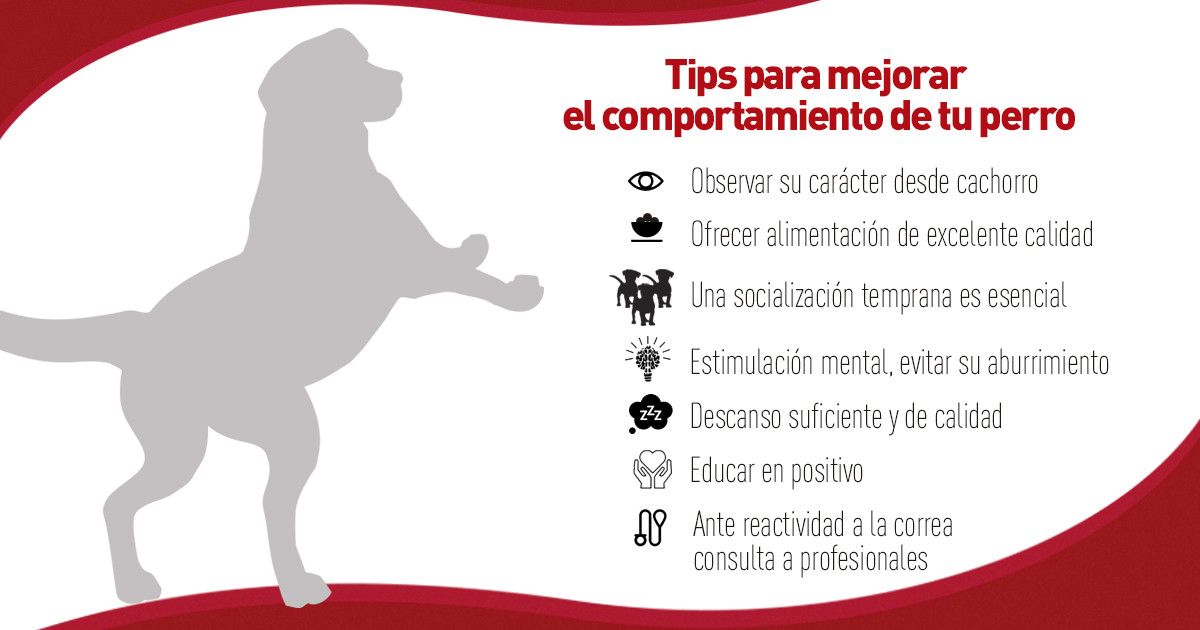 Tips para mejorar
el comportamiento de tu perro
Observar su carácter desde cachorro
Ofrecer alimentación de excelente calidad
Una socialización temprana es esencial
Estimulación mental, evitar su aburrimiento
zzz
Descanso suficiente y de calidad
Educar en positivo
Ante reactividad a la correa
consulta a profesionales